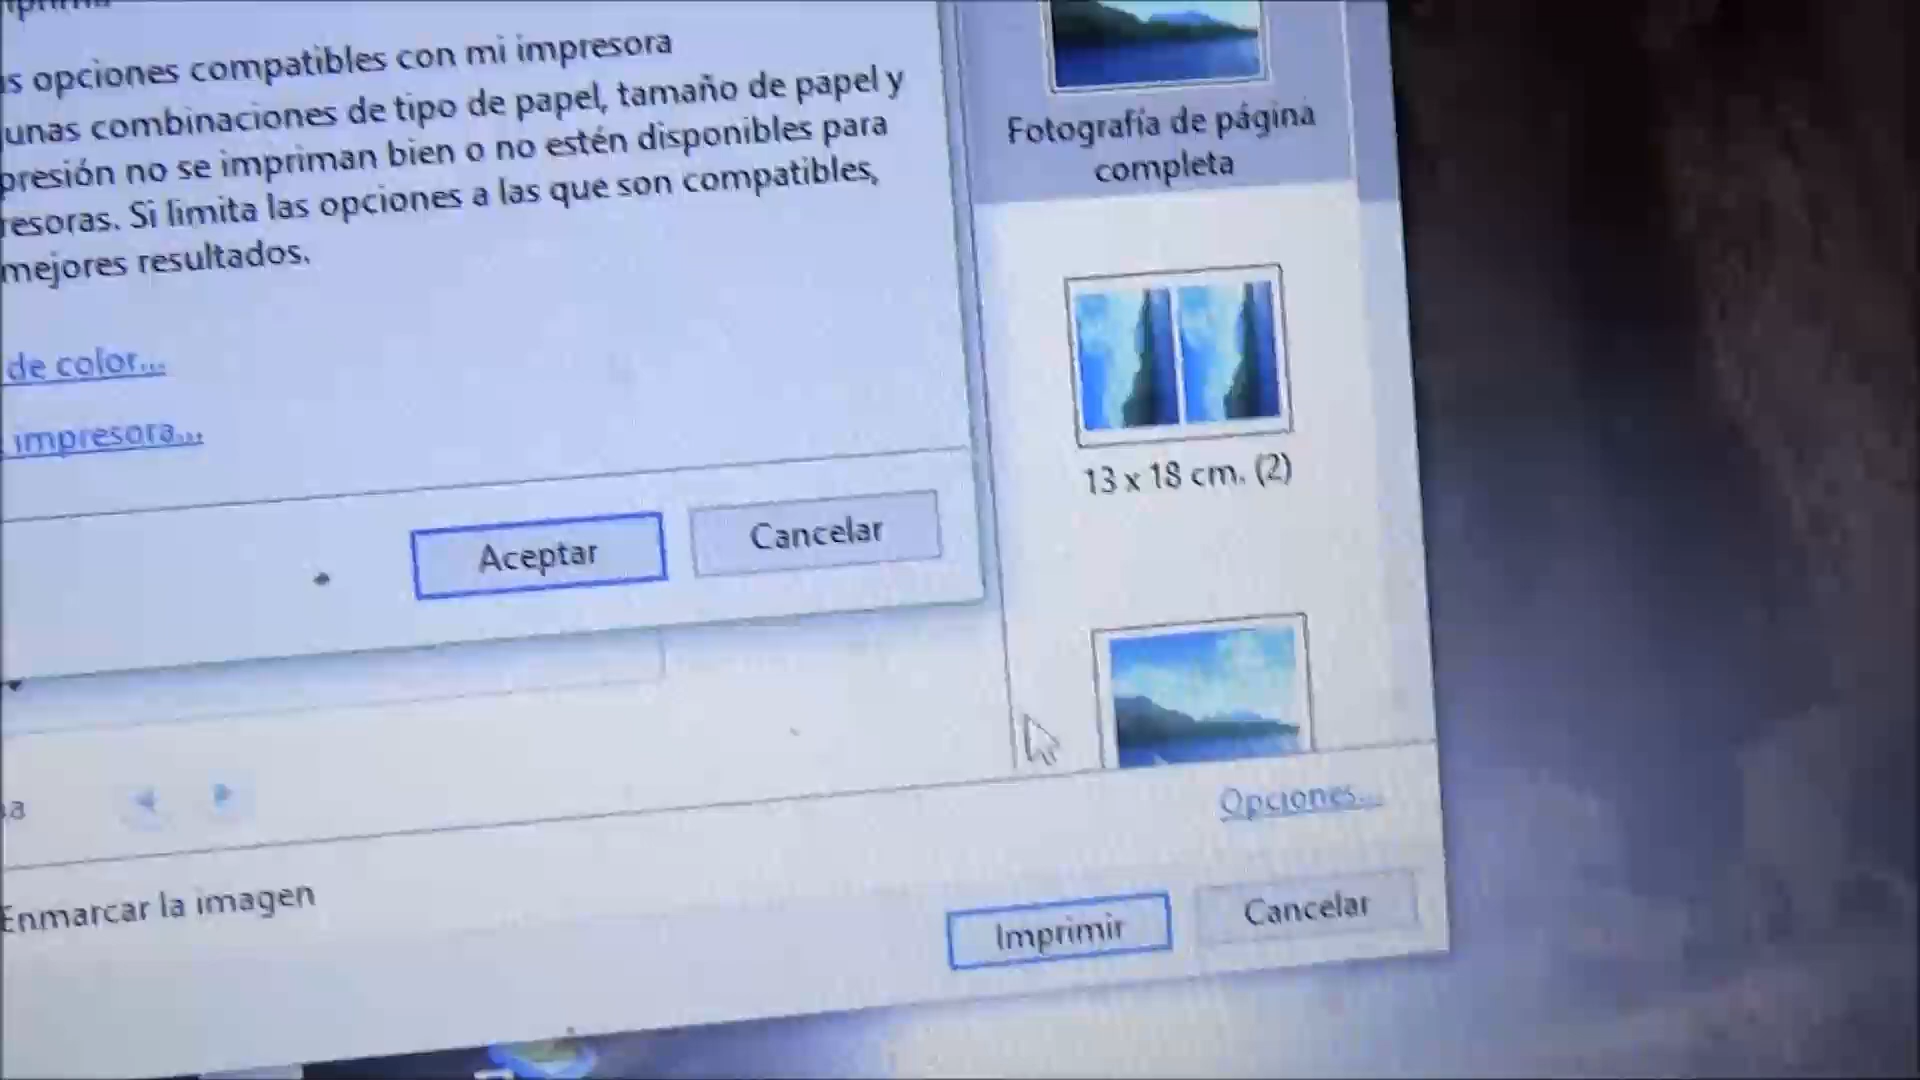 s opciones compatibles con mi impresora
unas combinaciones de tipo de papel, tamaño de papel y
presión no se impriman bien o no estén disponibles para
resoras. Si limita las opciones a las que son compatibles,
mejores resultados.
de color...
impresora...
Aceptar
Cancelar
Fotografía de página
completa
13 x 18 cm. (2)
Opciones...
Enmarcar la imagen
Imprimir
Cancelar